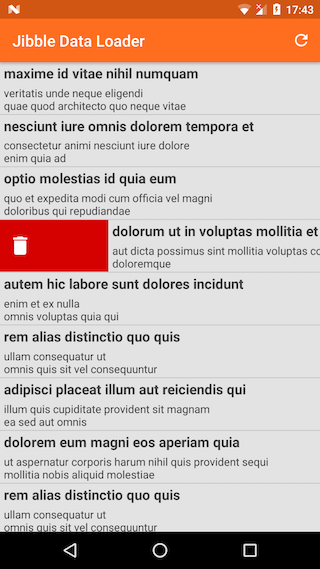 17:43
Jibble Data Loader
maxime id vitae nihil numquam
veritatis unde neque eligendi
quae quod architecto quo neque vitae
nesciunt iure omnis dolorem tempora et
consectetur animi nesciunt iure dolore
enim quia ad
optio molestias id quia eum
quo et expedita modi cum officia vel magni
doloribus qui repudiandae
dolorum ut in voluptas mollitia et
aut dicta possimus sint mollitia voluptas co
doloremque
autem hic labore sunt dolores incidunt
enim et ex nulla
omnis voluptas quia qui
rem alias distinctio quo quis
ullam consequatur ut
omnis quis sit vel consequuntur
adipisci placeat illum aut reiciendis qui
illum quis cupiditate provident sit magnam
ea sed aut omnis
dolorem eum magni eos aperiam quia
ut aspernatur corporis harum nihil quis provident sequi
mollitia nobis aliquid molestiae
rem alias distinctio quo quis
ullam consequatur ut
omnis quis sit vel consequuntur